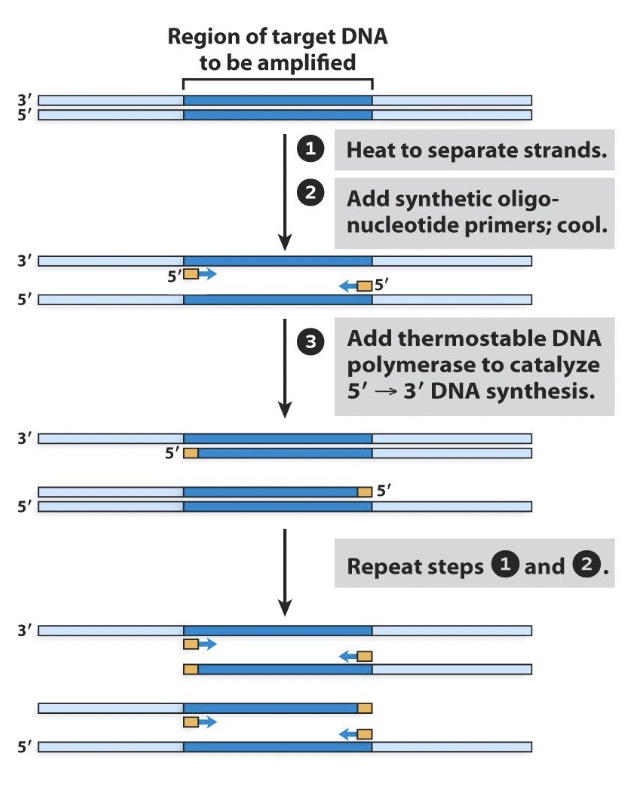 Region of target DNA
to be amplified
3′
5′
1 Heat to separate strands.
2 Add synthetic oligo-
nucleotide primers; cool.
3′
5′
5′
5′
3 Add thermostable DNA
polymerase to catalyze
5′ → 3′ DNA synthesis.
3′
5′
5′
5′
Repeat steps 1 and 2.
3′
5′